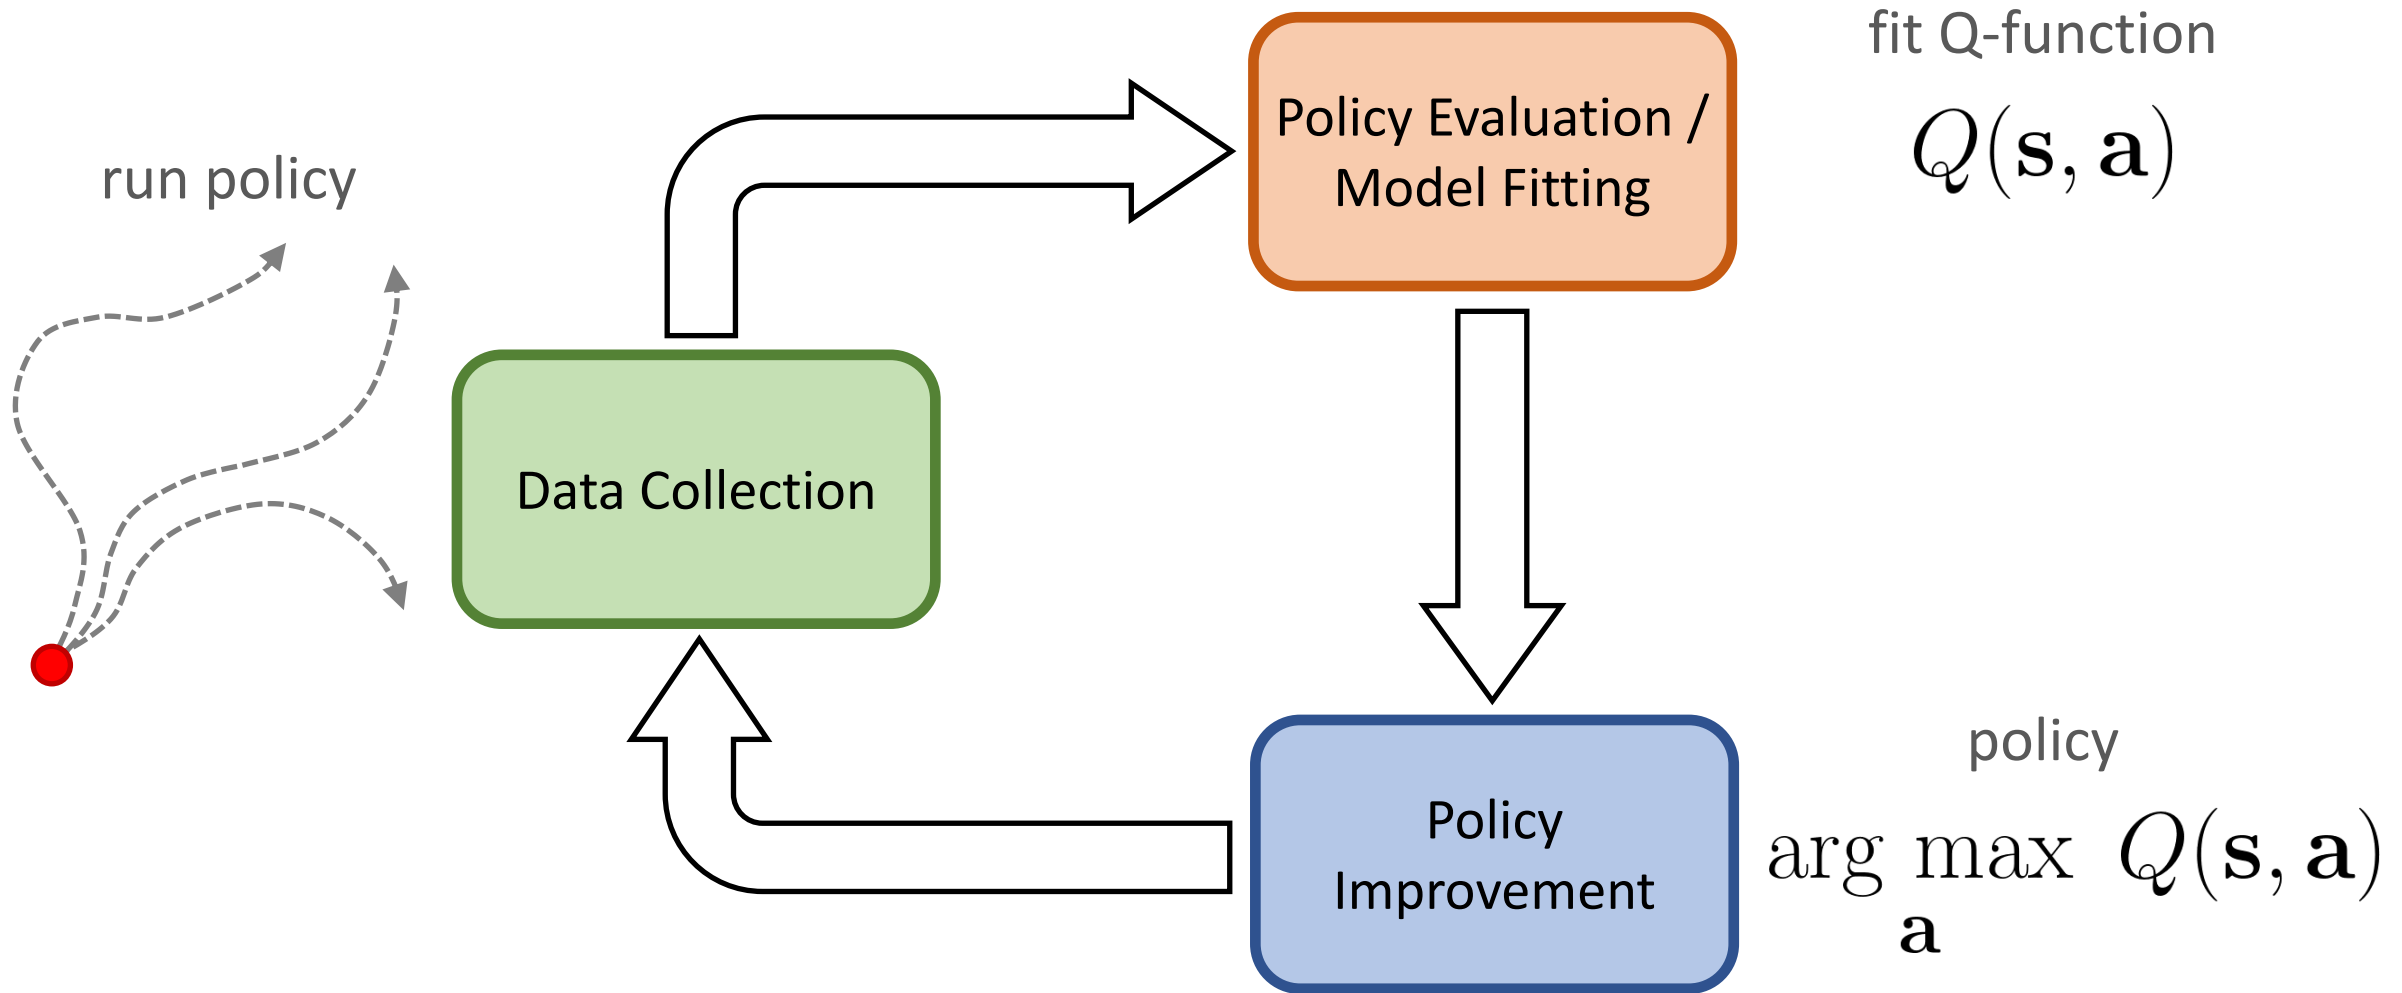 run policy
Data Collection
Policy Evaluation /
Model Fitting
fit Q-function
Q(s, a)
Policy
Improvement
policy
arg max Q(s, a)
a